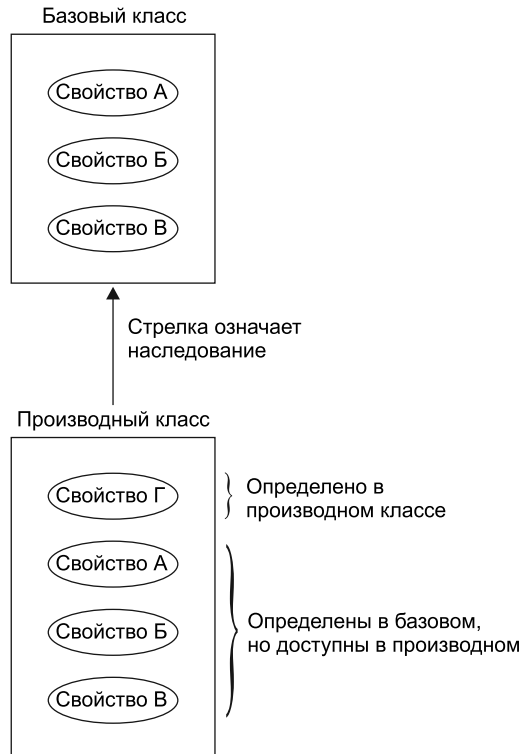 Базовый класс
Свойство А
Свойство Б
Свойство В
Стрелка означает
наследование
Производный класс
Свойство Г
Определено в
производном классе
Свойство А
Свойство Б
Свойство В
Определены в базовом,
но доступны в производном